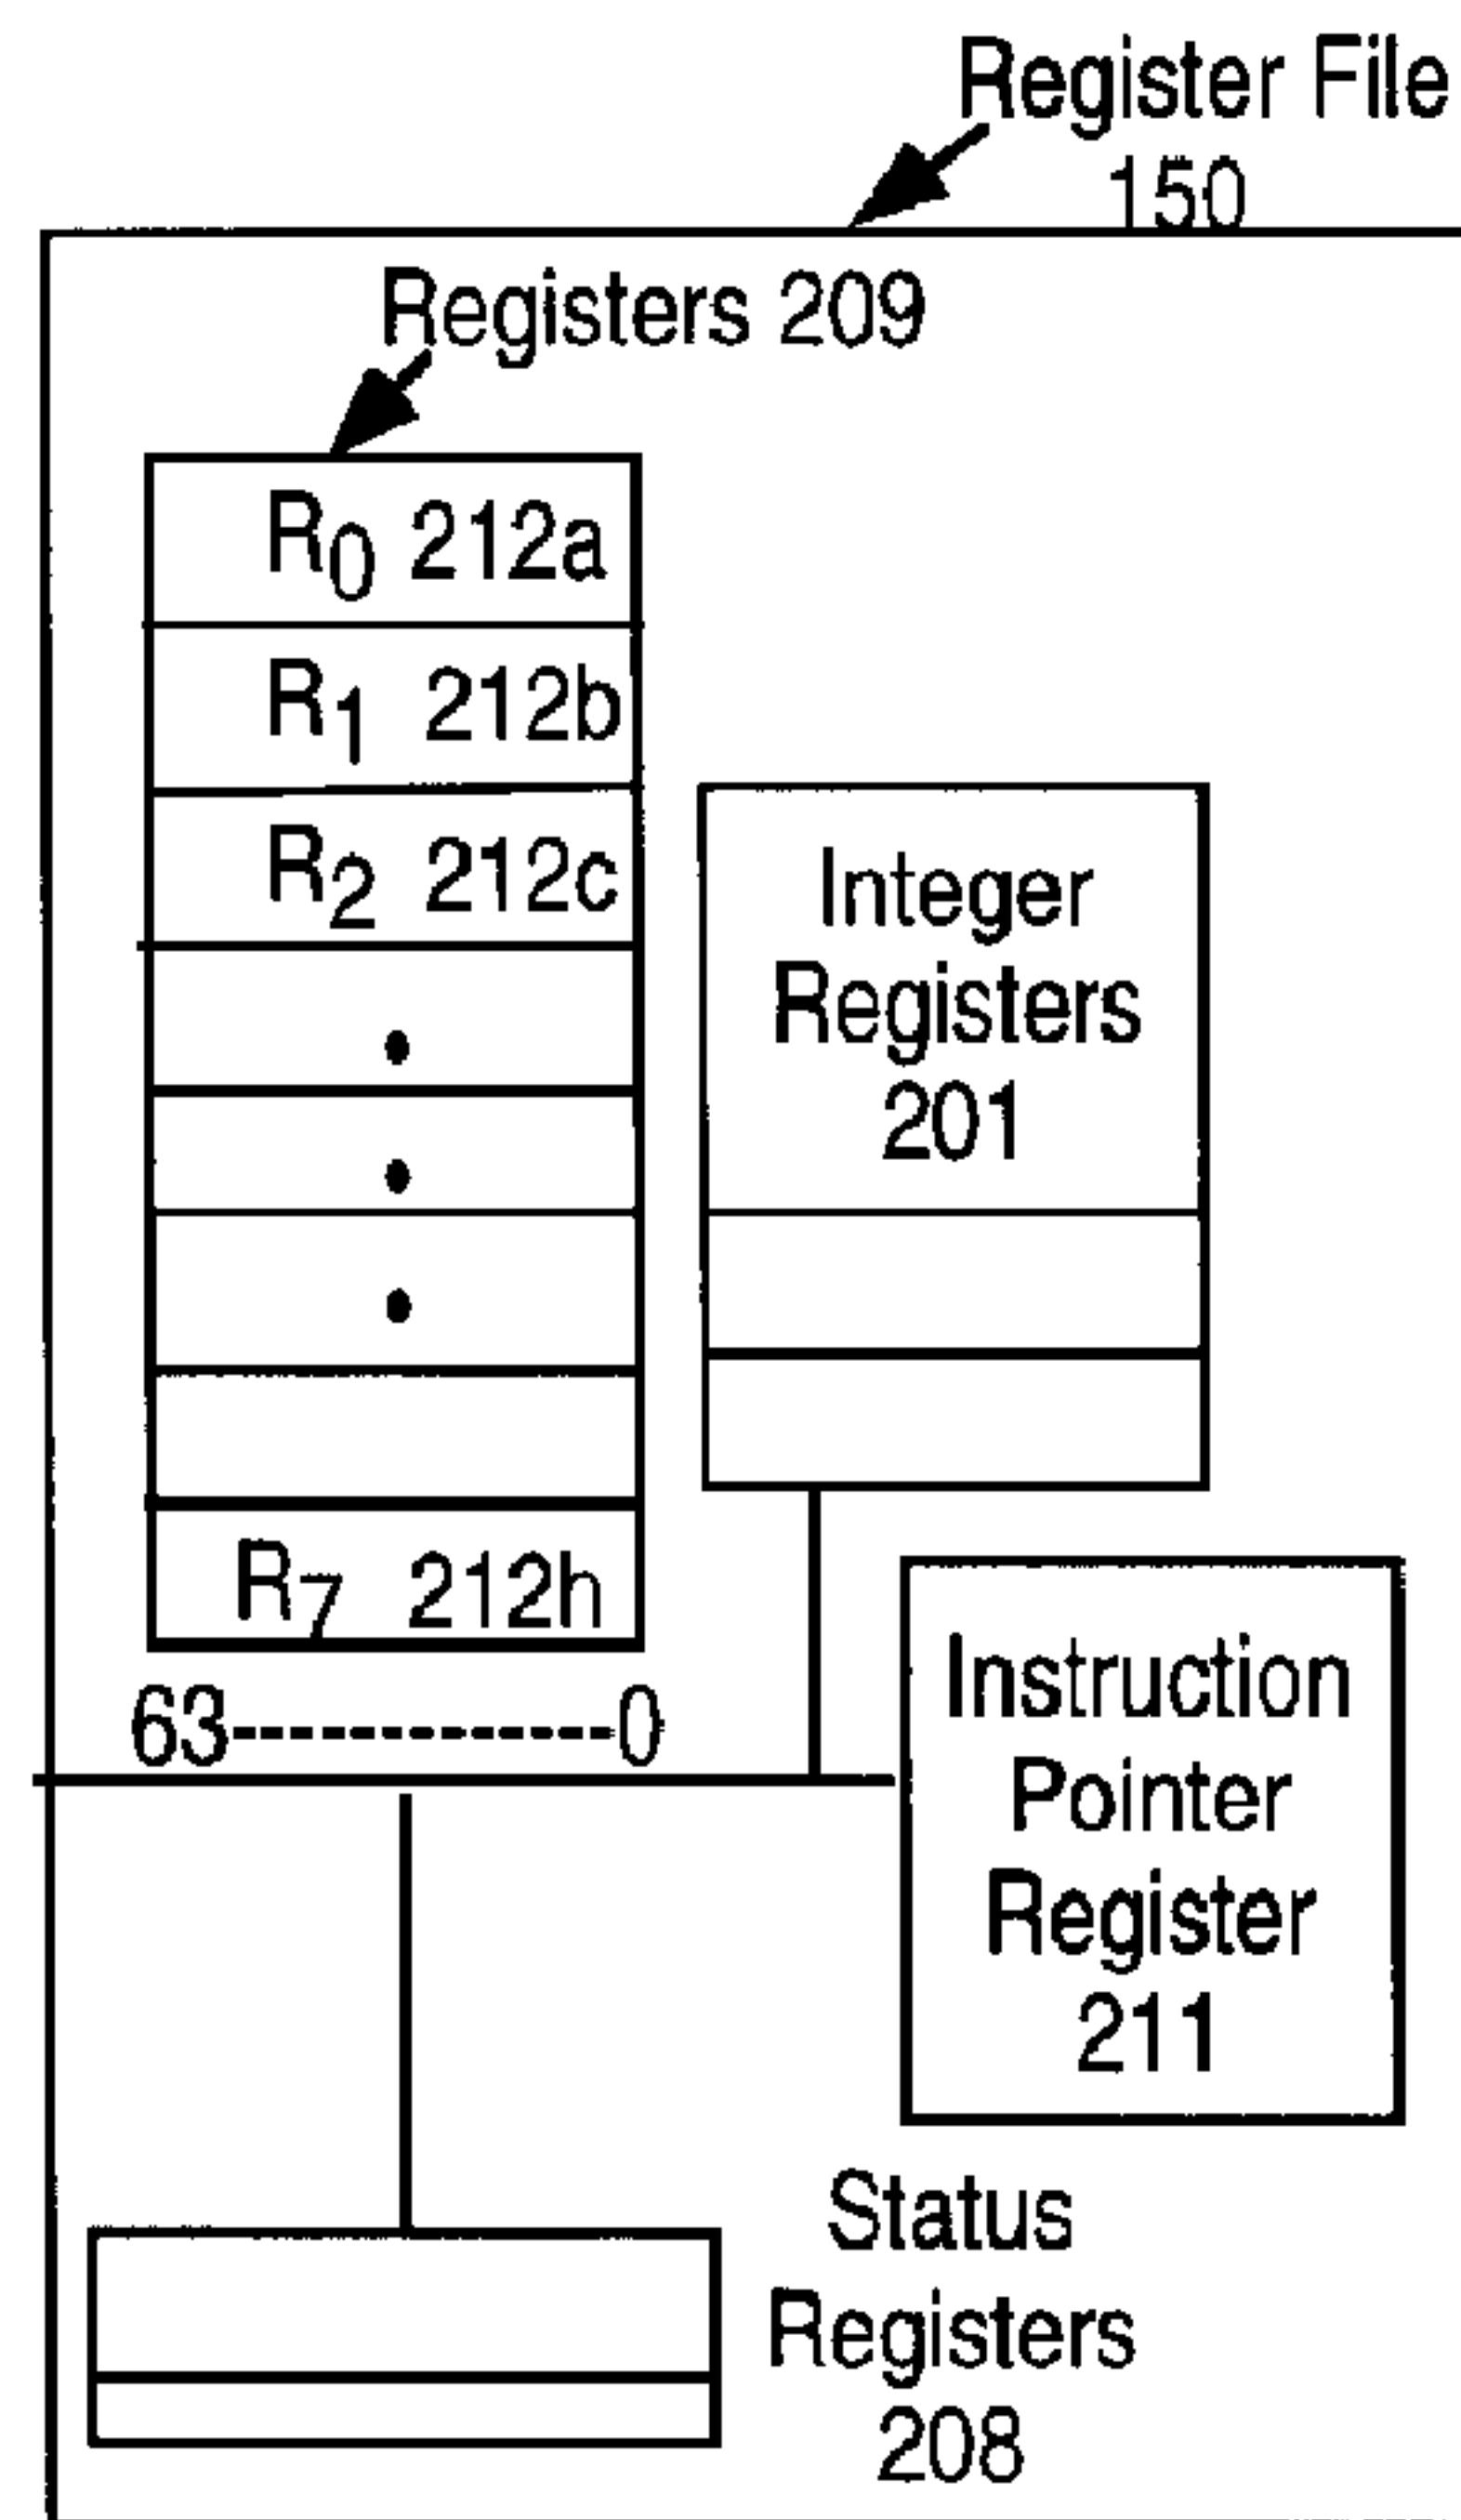 Register File
150
Registers 209
R0 212a
R1 212b
R2 212c
Integer
Registers
201
R7 212h
63------------0
Instruction
Pointer
Register
211
Status
Registers
208